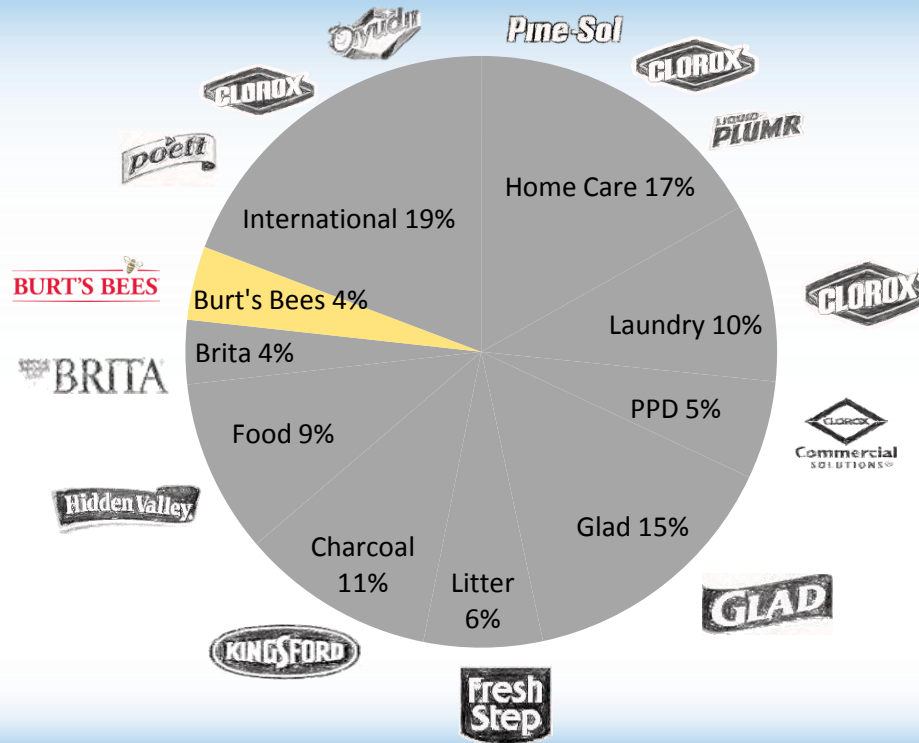 Ayudín
Pine-Sol
CLOROX
CLOROX
LIQUID
PLUMR
poett
Home Care 17%
International 19%
BURT'S BEES
Burt's Bees 4%
CLOROX
Laundry 10%
Brita 4%
BRITA
PPD 5%
CLOROX
Commercial
SOLUTIONS
Food 9%
Hidden Valley
Glad 15%
Charcoal
11%
Litter
6%
GLAD
KINGSFORD
Fresh
Step